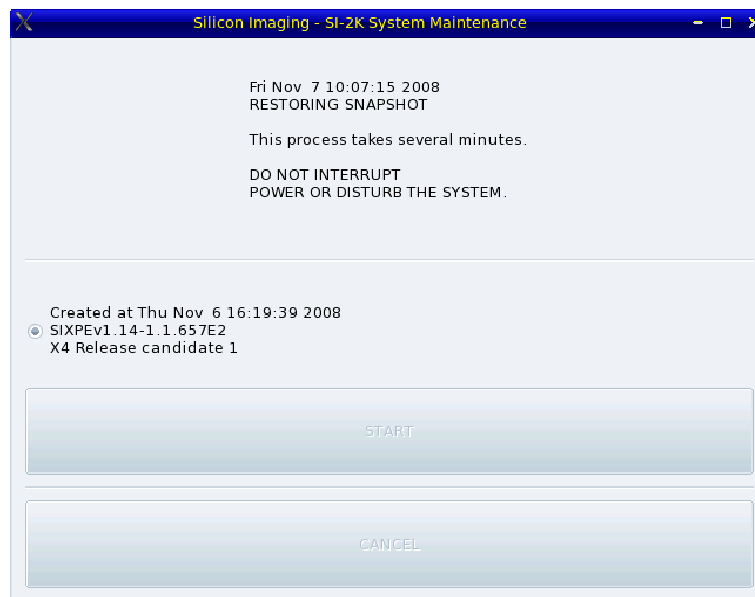 Silicon Imaging - SI-2K System Maintenance
Fri Nov 7 10:07:15 2008
RESTORING SNAPSHOT
This process takes several minutes.
DO NOT INTERRUPT
POWER OR DISTURB THE SYSTEM.
Created at Thu Nov 6 16:19:39 2008
SIXPEv1.14-1.1.657E2
X4 Release candidate 1
START
CANCEL